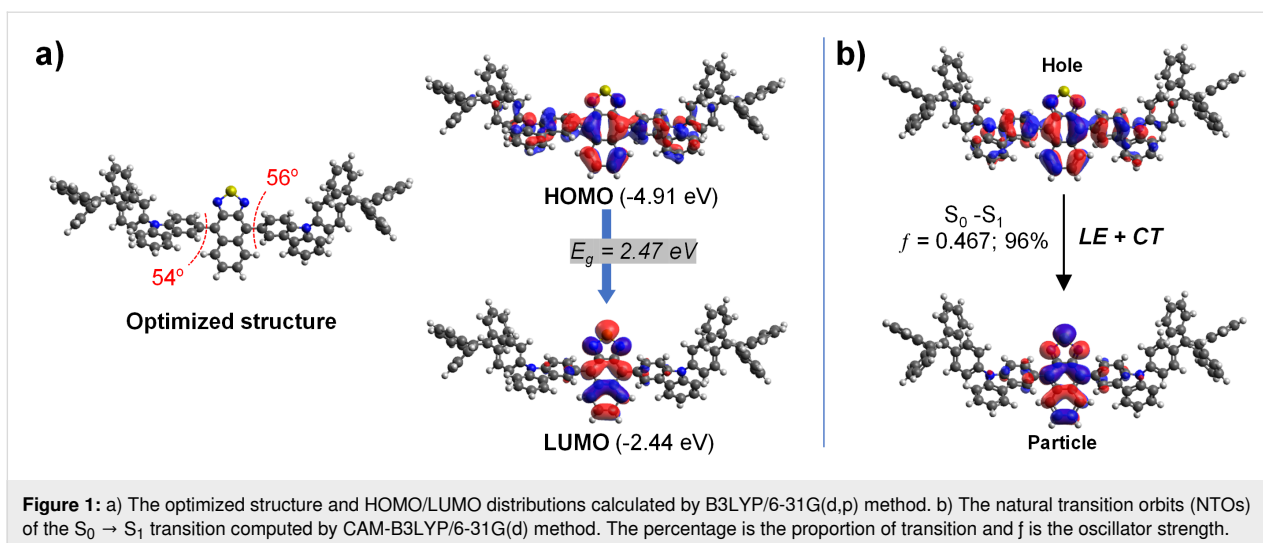 a)
56°
54°
Optimized structure
HOMO (-4.91 eV)
E_g = 2.47 eV
LUMO (-2.44 eV)
b)
Hole
S₀ -S₁
f = 0.467; 96%
LE + CT
Particle
Figure 1: a) The optimized structure and HOMO/LUMO distributions calculated by B3LYP/6-31G(d,p) method. b) The natural transition orbits (NTOs)
of the S₀ → S₁ transition computed by CAM-B3LYP/6-31G(d) method. The percentage is the proportion of transition and ƒ is the oscillator strength.